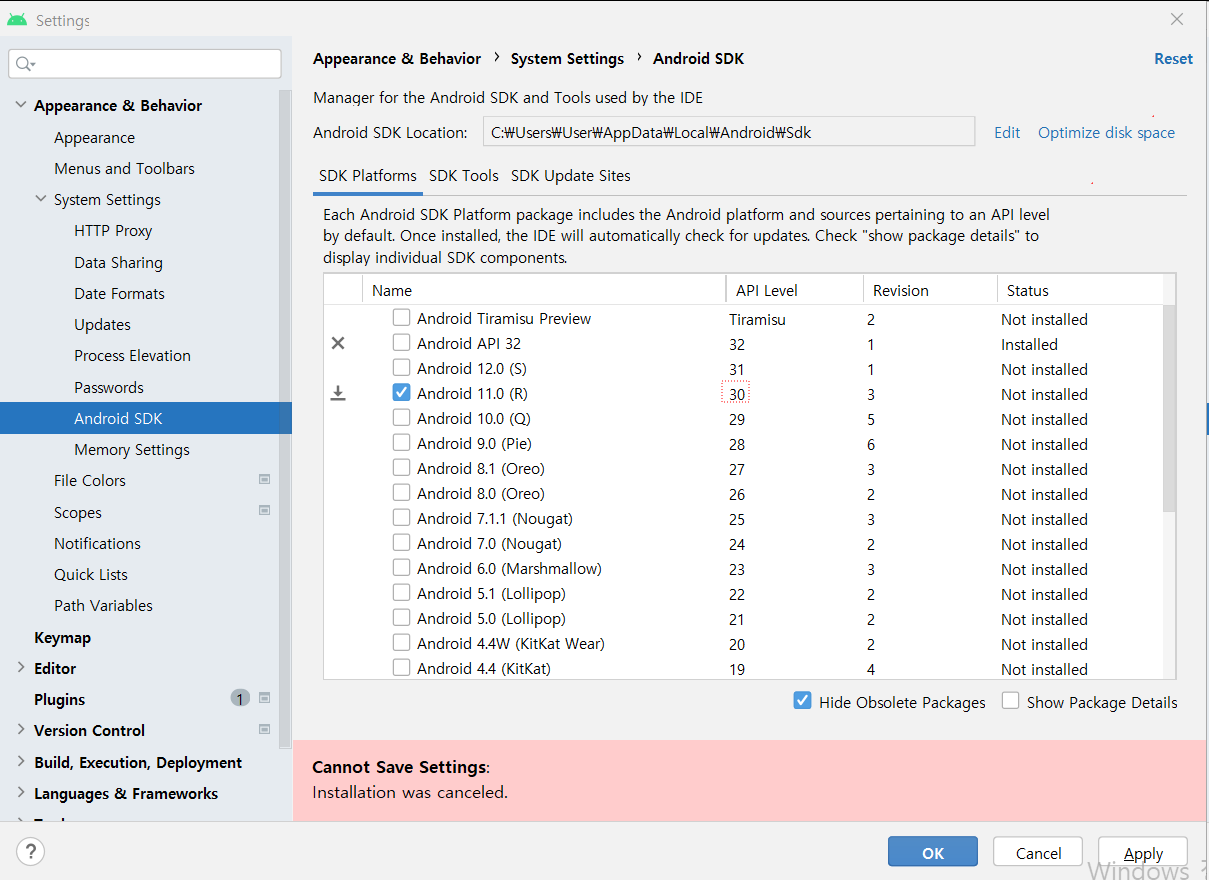 Settings
Appearance & Behavior
Appearance
Menus and Toolbars
System Settings
HTTP Proxy
Data Sharing
Date Formats
Updates
Process Elevation
Passwords
Android SDK
Memory Settings
File Colors
Scopes
Notifications
Quick Lists
Path Variables
Keymap
Editor
Plugins 1
Version Control
Build, Execution, Deployment
Languages & Frameworks
Appearance & Behavior › System Settings › Android SDK Reset
Manager for the Android SDK and Tools used by the IDE
Android SDK Location: C:₩Users₩User₩AppData₩Local₩Android₩Sdk Edit Optimize disk space
SDK Platforms SDK Tools SDK Update Sites
Each Android SDK Platform package includes the Android platform and sources pertaining to an API level
by default. Once installed, the IDE will automatically check for updates. Check "show package details" to
display individual SDK components.
Name API Level Revision Status
Android Tiramisu Preview Tiramisu 2 Not installed
Android API 32 32 1 Installed
Android 12.0 (S) 31 1 Not installed
Android 11.0 (R) 30 3 Not installed
Android 10.0 (Q) 29 5 Not installed
Android 9.0 (Pie) 28 6 Not installed
Android 8.1 (Oreo) 27 3 Not installed
Android 8.0 (Oreo) 26 2 Not installed
Android 7.1.1 (Nougat) 25 3 Not installed
Android 7.0 (Nougat) 24 2 Not installed
Android 6.0 (Marshmallow) 23 3 Not installed
Android 5.1 (Lollipop) 22 2 Not installed
Android 5.0 (Lollipop) 21 2 Not installed
Android 4.4W (KitKat Wear) 20 2 Not installed
Android 4.4 (KitKat) 19 4 Not installed
Hide Obsolete Packages Show Package Details
Cannot Save Settings:
Installation was canceled.
? OK Cancel Apply
Windows